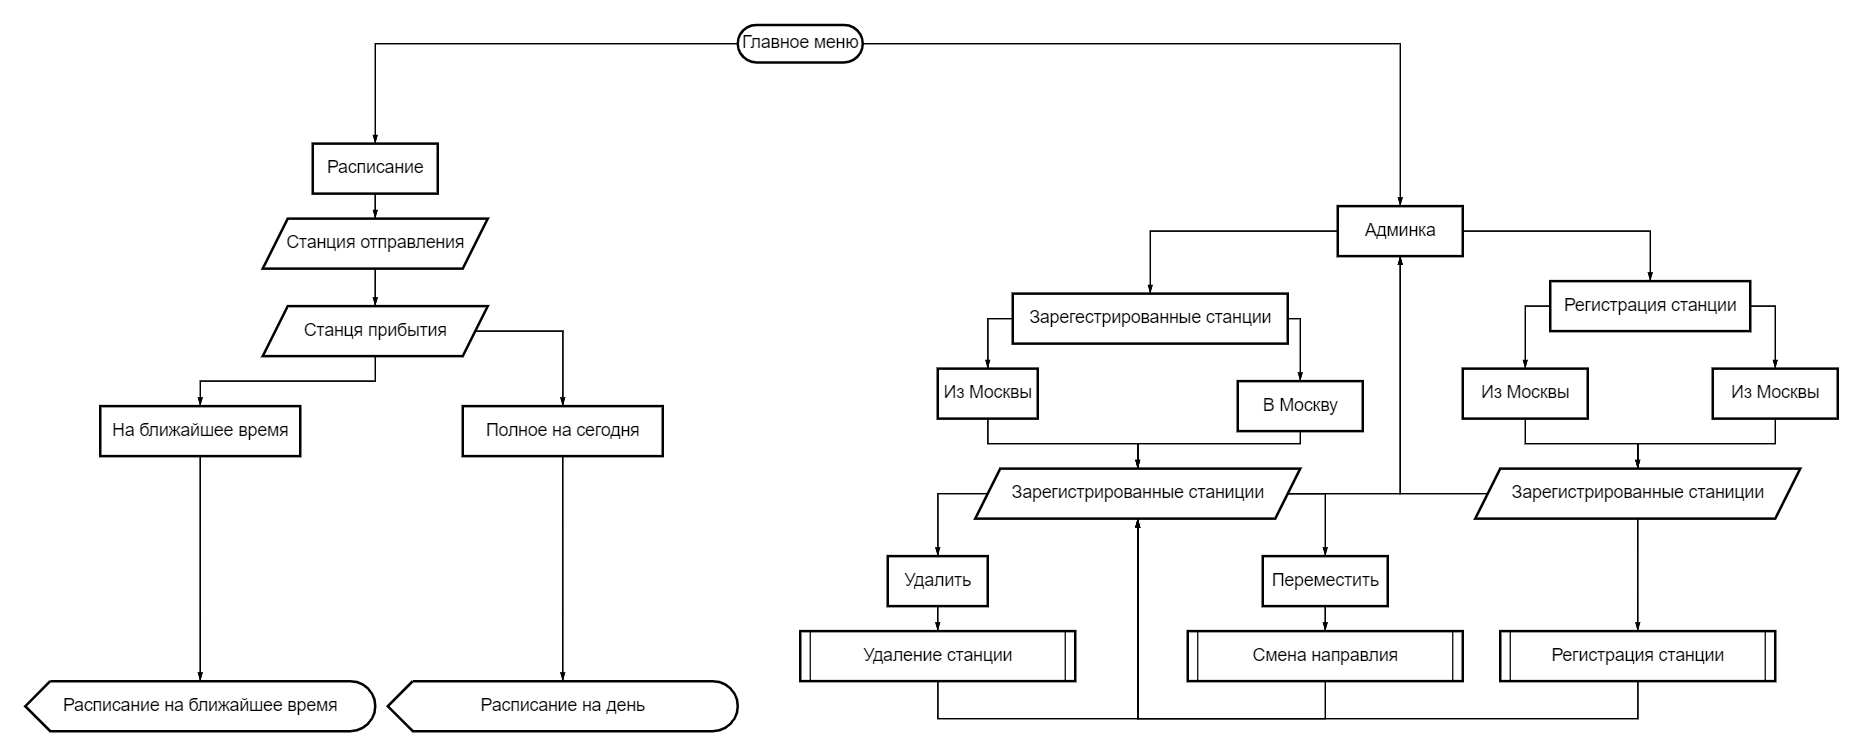 Главное меню
Расписание
Станция отправления
Станця прибытия
На ближайшее время
Полное на сегодня
Расписание на ближайшее время
Расписание на день
Админка
Зарегестрированные станции
Регистрация станции
Из Москвы
В Москву
Из Москвы
Из Москвы
Зарегистрированные станиции
Зарегистрированные станиции
Удалить
Переместить
Удаление станции
Смена направлия
Регистрация станции